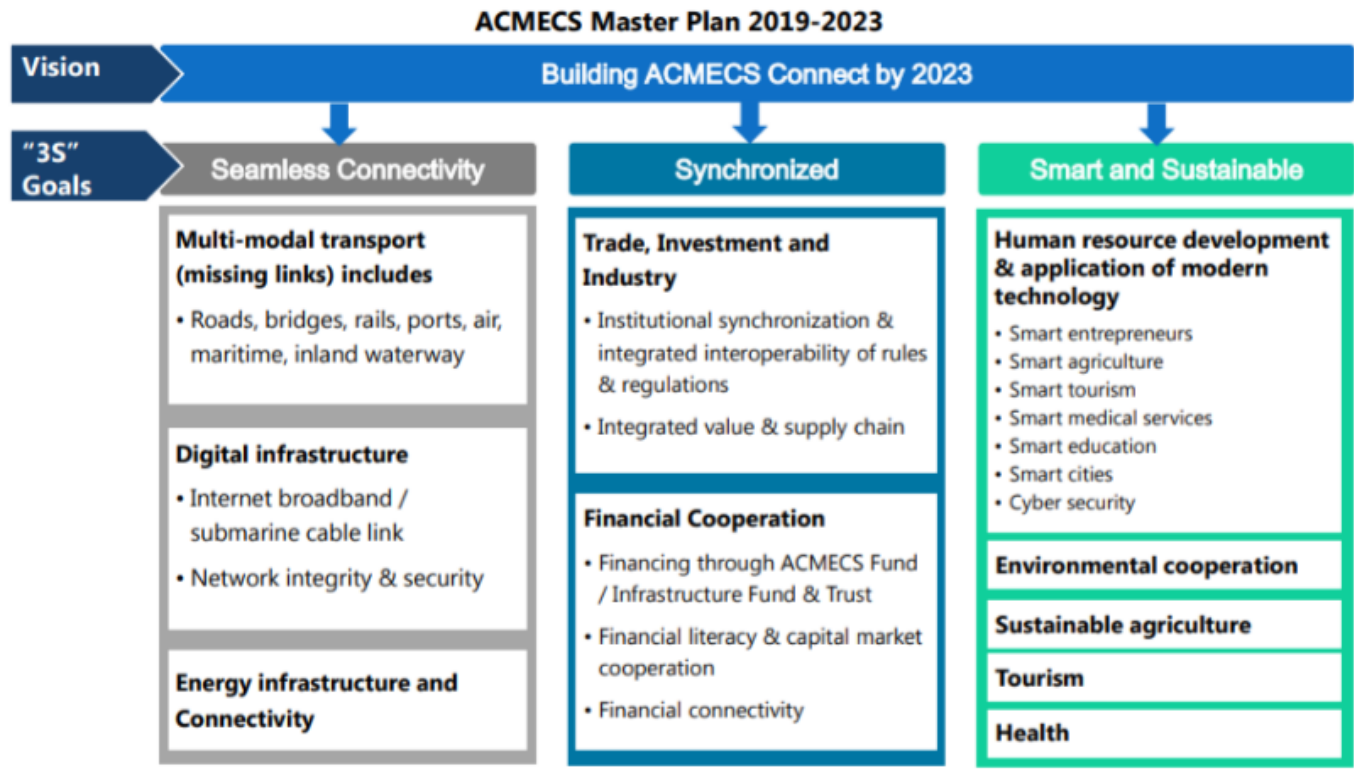 ACMECS Master Plan 2019-2023
Vision
Building ACMECS Connect by 2023
"3S"
Goals
Seamless Connectivity
Multi-modal transport
(missing links) includes
• Roads, bridges, rails, ports, air,
maritime, inland waterway
Digital infrastructure
• Internet broadband /
submarine cable link
• Network integrity & security
Energy infrastructure and
Connectivity
Synchronized
Trade, Investment and
Industry
• Institutional synchronization &
integrated interoperability of rules
& regulations
• Integrated value & supply chain
Financial Cooperation
• Financing through ACMECS Fund
/ Infrastructure Fund & Trust
• Financial literacy & capital market
cooperation
• Financial connectivity
Smart and Sustainable
Human resource development
& application of modern
technology
• Smart entrepreneurs
• Smart agriculture
• Smart tourism
• Smart medical services
• Smart education
• Smart cities
• Cyber security
Environmental cooperation
Sustainable agriculture
Tourism
Health